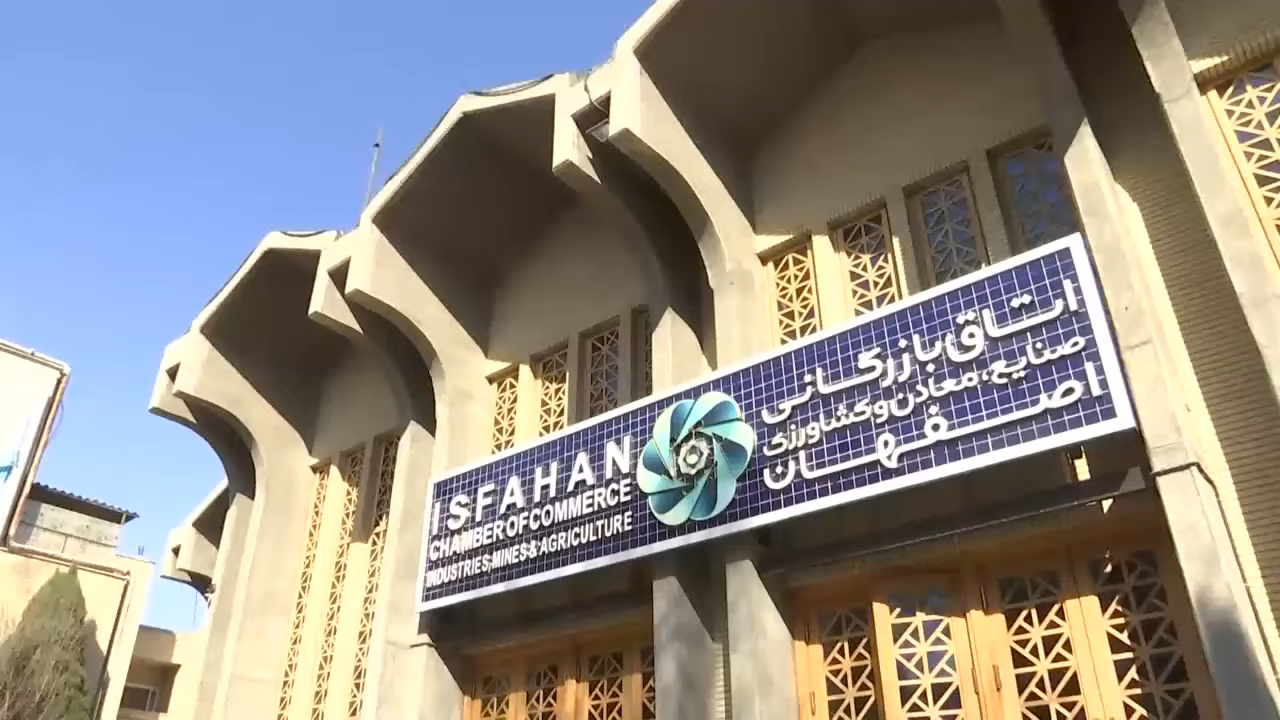 ISFAHAN
CHAMBER OF COMMERCE
INDUSTRIES, MINES & AGRICULTURE
اتاق بازرگانی
صنایع، معادن و کشاورزی
اصفهان